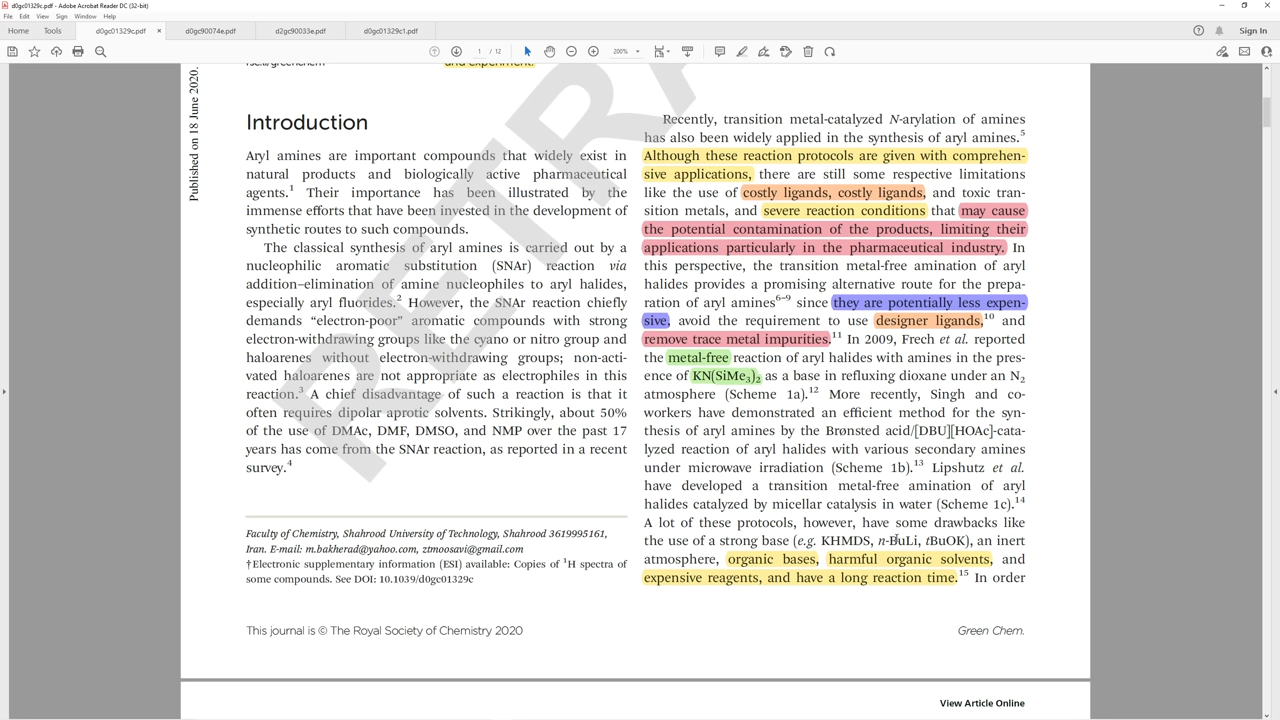 d0gc01329c.pdf - Adobe Acrobat Reader DC (32-bit)
File Edit View Sign Window Help
Home Tools d0gc01329c.pdf × d0gc90074e.pdf d2gc90033e.pdf d0gc01329c1.pdf Sign In
1 / 12 200%
rsc.li/greenchem
and experiment.
Published on 18 June 2020.
RETRA
Introduction
Aryl amines are important compounds that widely exist in
natural products and biologically active pharmaceutical
agents.1 Their importance has been illustrated by the
immense efforts that have been invested in the development of
synthetic routes to such compounds.
The classical synthesis of aryl amines is carried out by a
nucleophilic aromatic substitution (SNAr) reaction via
addition–elimination of amine nucleophiles to aryl halides,
especially aryl fluorides.2 However, the SNAr reaction chiefly
demands “electron-poor” aromatic compounds with strong
electron-withdrawing groups like the cyano or nitro group and
haloarenes without electron-withdrawing groups; non-acti-
vated haloarenes are not appropriate as electrophiles in this
reaction.3 A chief disadvantage of such a reaction is that it
often requires dipolar aprotic solvents. Strikingly, about 50%
of the use of DMAc, DMF, DMSO, and NMP over the past 17
years has come from the SNAr reaction, as reported in a recent
survey.4
Faculty of Chemistry, Shahrood University of Technology, Shahrood 3619995161,
Iran. E-mail: m.bakherad@yahoo.com, ztmoosavi@gmail.com
†Electronic supplementary information (ESI) available: Copies of 1H spectra of
some compounds. See DOI: 10.1039/d0gc01329c
Recently, transition metal-catalyzed N-arylation of amines
has also been widely applied in the synthesis of aryl amines.5
Although these reaction protocols are given with comprehen-
sive applications, there are still some respective limitations
like the use of costly ligands, costly ligands, and toxic tran-
sition metals, and severe reaction conditions that may cause
the potential contamination of the products, limiting their
applications particularly in the pharmaceutical industry. In
this perspective, the transition metal-free amination of aryl
halides provides a promising alternative route for the prepa-
ration of aryl amines6–9 since they are potentially less expen-
sive, avoid the requirement to use designer ligands,10 and
remove trace metal impurities.11 In 2009, Frech et al. reported
the metal-free reaction of aryl halides with amines in the pres-
ence of KN(SiMe3)2 as a base in refluxing dioxane under an N2
atmosphere (Scheme 1a).12 More recently, Singh and co-
workers have demonstrated an efficient method for the syn-
thesis of aryl amines by the Brønsted acid/[DBU][HOAc]-cata-
lyzed reaction of aryl halides with various secondary amines
under microwave irradiation (Scheme 1b).13 Lipshutz et al.
have developed a transition metal-free amination of aryl
halides catalyzed by micellar catalysis in water (Scheme 1c).14
A lot of these protocols, however, have some drawbacks like
the use of a strong base (e.g. KHMDS, n-BuLi, tBuOK), an inert
atmosphere, organic bases, harmful organic solvents, and
expensive reagents, and have a long reaction time.15 In order
This journal is © The Royal Society of Chemistry 2020
Green Chem.
View Article Online